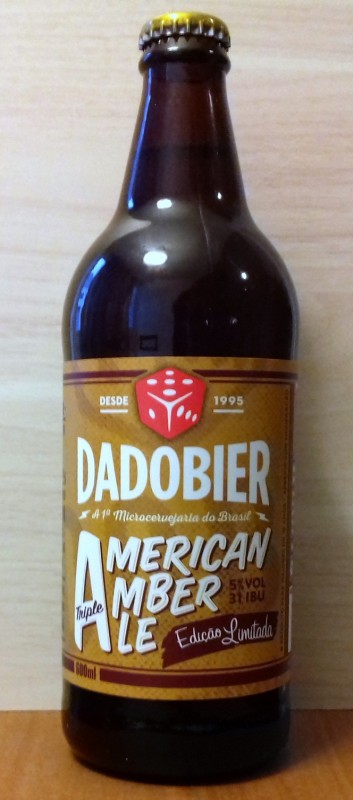 DESDE 1995
DADOBIER
A 1ª Microcervejaria do Brasil
AMERICAN
AMBER
ALE
Triple
5%VOL
31 IBU
Edição Limitada
600ml